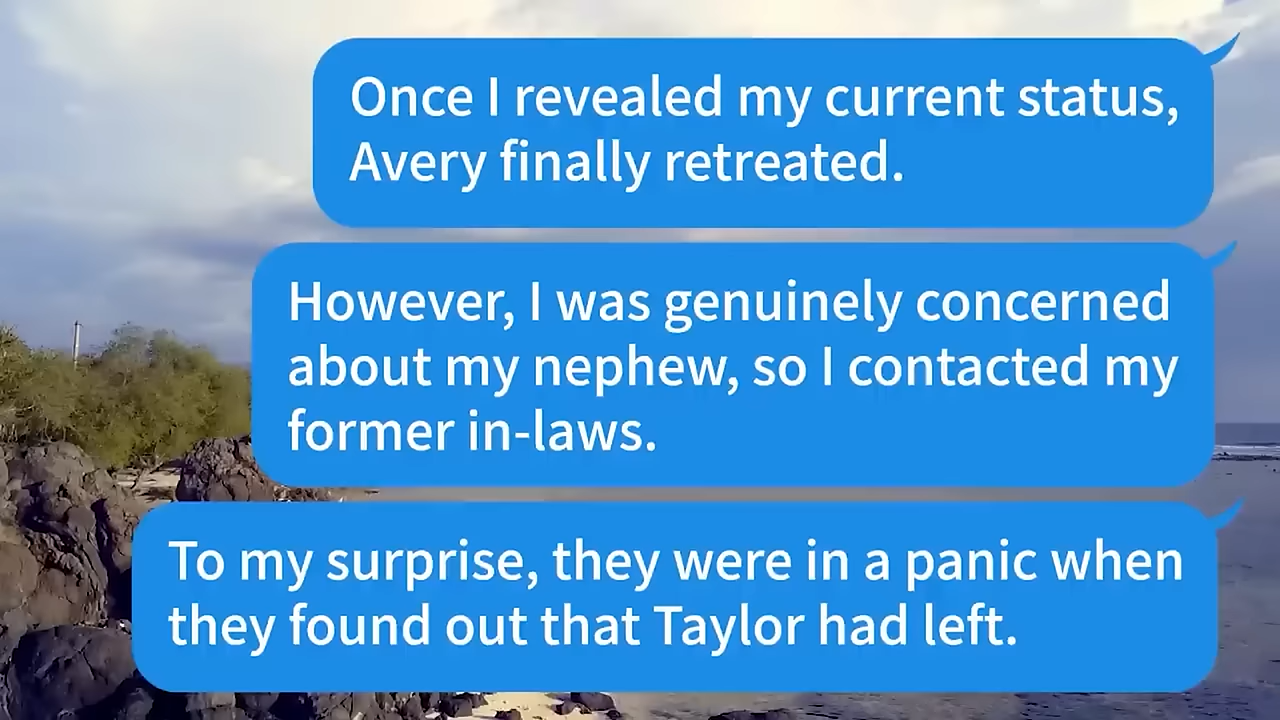 Once I revealed my current status,
Avery finally retreated.
However, I was genuinely concerned
about my nephew, so I contacted my
former in-laws.
To my surprise, they were in a panic when
they found out that Taylor had left.